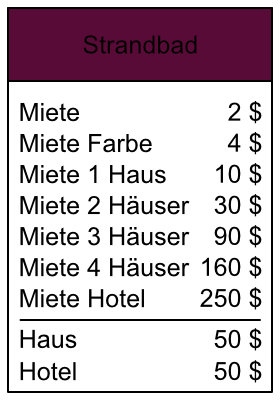 Strandbad
Miete 2 $
Miete Farbe 4 $
Miete 1 Haus 10 $
Miete 2 Häuser 30 $
Miete 3 Häuser 90 $
Miete 4 Häuser 160 $
Miete Hotel 250 $
Haus 50 $
Hotel 50 $